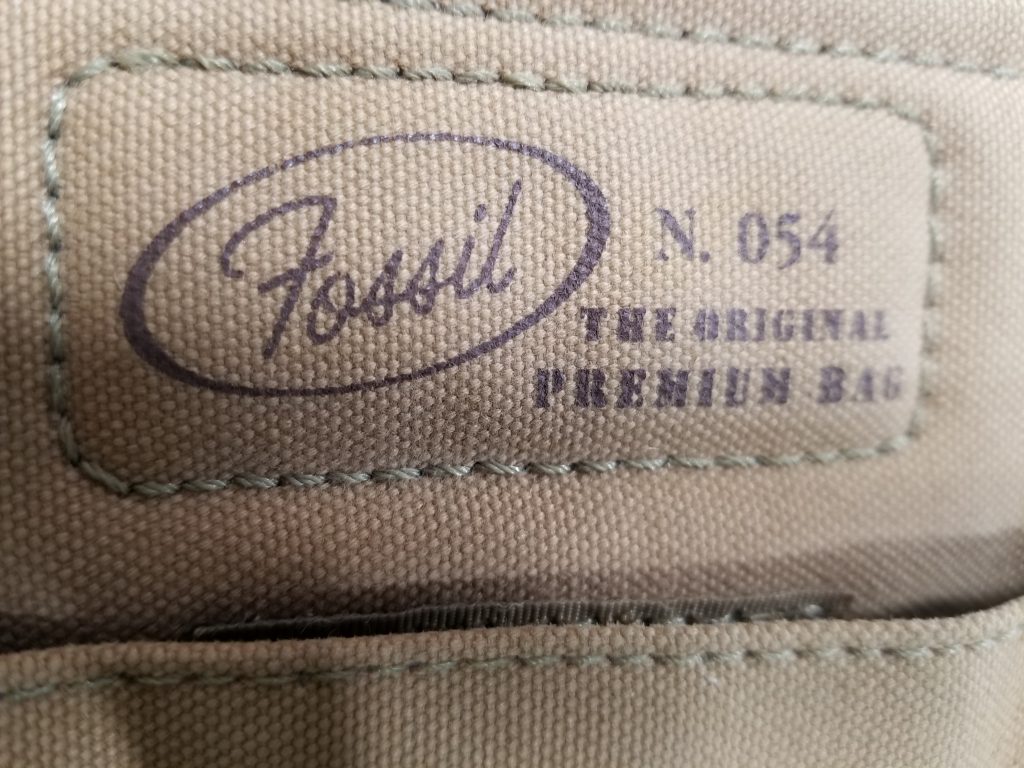 Fossil
N. 054
THE ORIGINAL
PREMIUM BAG